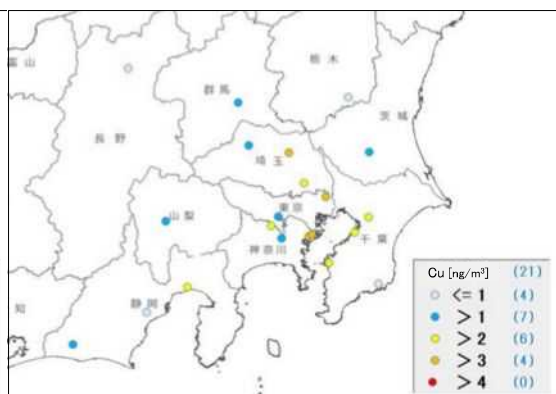 富山
栃木
群馬
茨城
長野
埼玉
東京
山梨
千葉
神奈川
静岡
知
Cu [ng/m³] (21)
<= 1 (4)
> 1 (7)
> 2 (6)
> 3 (4)
> 4 (0)